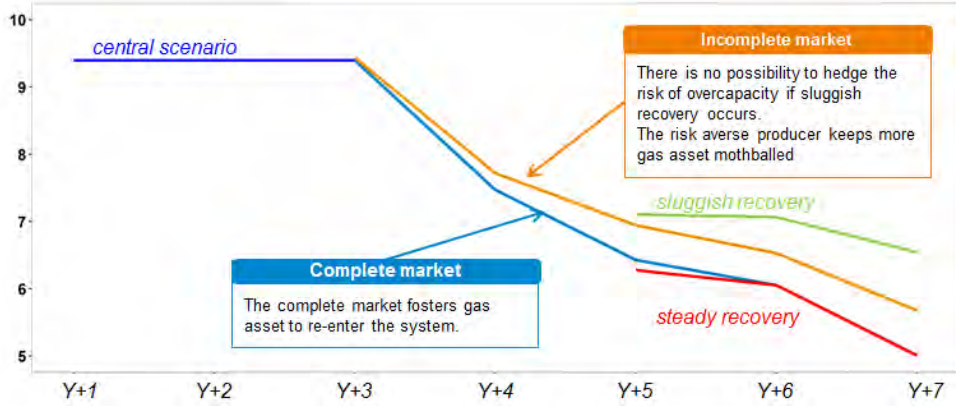 10
9
8
7
6
5
central scenario
Incomplete market
There is no possibility to hedge the
risk of overcapacity if sluggish
recovery occurs.
The risk averse producer keeps more
gas asset mothballed
sluggish recovery
Complete market
The complete market fosters gas
asset to re-enter the system.
steady recovery
Y+1 Y+2 Y+3 Y+4 Y+5 Y+6 Y+7